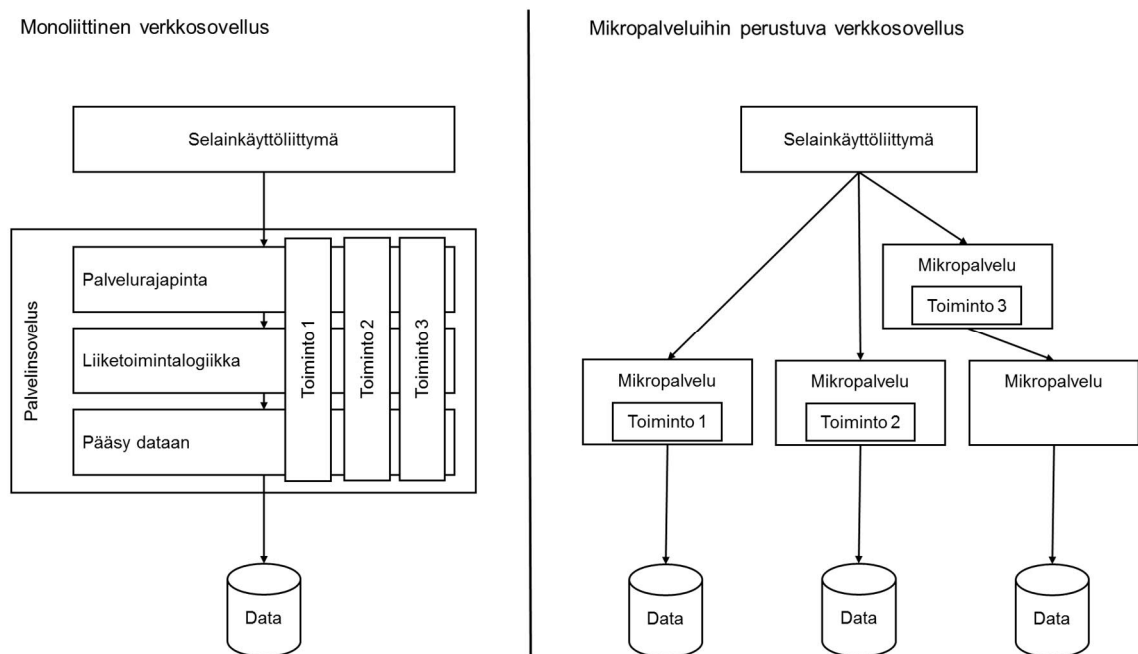 Monoliittinen verkkosovellus
Selainkäyttöliittymä
Palvelinsovelus
Palvelurajapinta
Liiketoimintalogiikka
Pääsy dataan
Toiminto 1
Toiminto 2
Toiminto 3
Data
Mikropalveluihin perustuva verkkosovellus
Selainkäyttöliittymä
Mikropalvelu
Toiminto 3
Mikropalvelu
Toiminto 1
Mikropalvelu
Toiminto 2
Mikropalvelu
Data
Data
Data